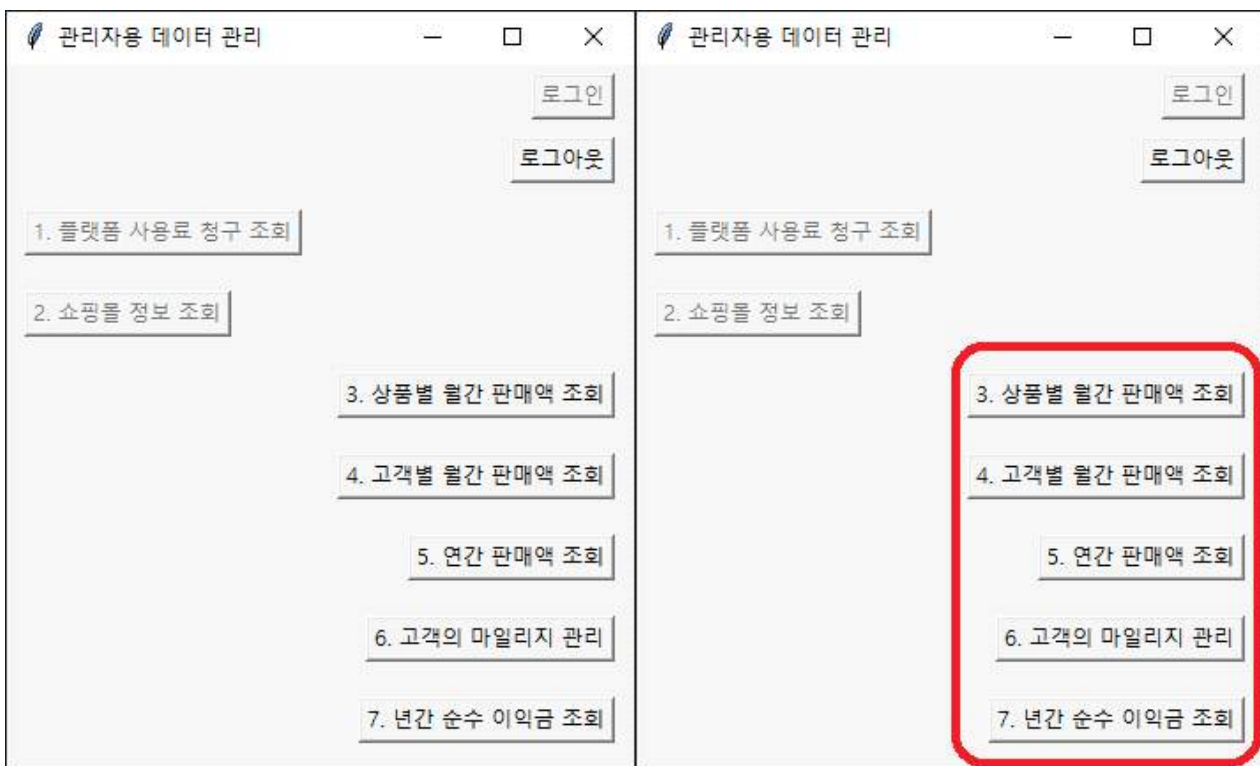 관리자용 데이터 관리
로그인
로그아웃
1. 플랫폼 사용료 청구 조회
2. 쇼핑몰 정보 조회
3. 상품별 월간 판매액 조회
4. 고객별 월간 판매액 조회
5. 연간 판매액 조회
6. 고객의 마일리지 관리
7. 년간 순수 이익금 조회
관리자용 데이터 관리
로그인
로그아웃
1. 플랫폼 사용료 청구 조회
2. 쇼핑몰 정보 조회
3. 상품별 월간 판매액 조회
4. 고객별 월간 판매액 조회
5. 연간 판매액 조회
6. 고객의 마일리지 관리
7. 년간 순수 이익금 조회